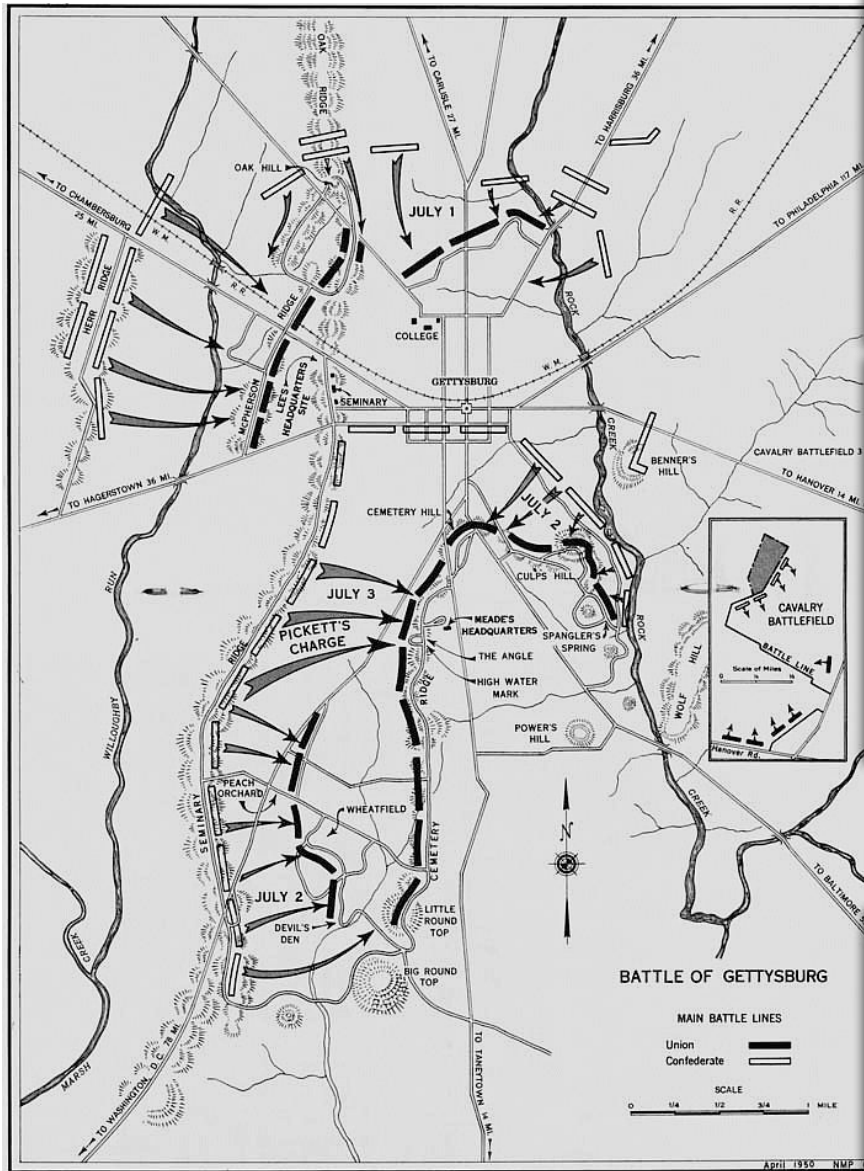 OAK
RIDGE
TO CARLISLE 27 MI.
TO HARRISBURG 36 MI.
OAK HILL
JULY 1
TO PHILADELPHIA 117 MI.
R.R.
TO CHAMBERSBURG
25 MI.
W. M.
R. R.
HERR
RIDGE
RIDGE
MCPHERSON
LEE'S
HEADQUARTERS
SITE
COLLEGE
W. M.
ROCK
CREEK
GETTYSBURG
SEMINARY
BENNER'S
HILL
CAVALRY BATTLEFIELD 3
TO HANOVER 14 MI.
TO HAGERSTOWN 36 MI.
CEMETERY HILL
JULY 2
CULPS HILL
RUN
WILLOUGHBY
JULY 3
PICKETT'S
CHARGE
RIDGE
SEMINARY
MEADE'S
HEADQUARTERS
SPANGLER'S
SPRING
ROCK
CREEK
THE ANGLE
HIGH WATER
MARK
RIDGE
CEMETERY
POWER'S
HILL
WOLF
HILL
CAVALRY
BATTLEFIELD
BATTLE LINE
Scale of Miles
0
Hanover Rd.
PEACH
ORCHARD
WHEATFIELD
N
JULY 2
DEVIL'S
DEN
LITTLE
ROUND
TOP
BIG ROUND
TOP
TO BALTIMORE
CREEK
MARSH
TO WASHINGTON D.C. 78 MI.
TO TANEYTOWN 14 MI.
BATTLE OF GETTYSBURG
MAIN BATTLE LINES
Union
Confederate
SCALE
0 1/4 1/2 3/4 1 MILE
April 1950 NMP